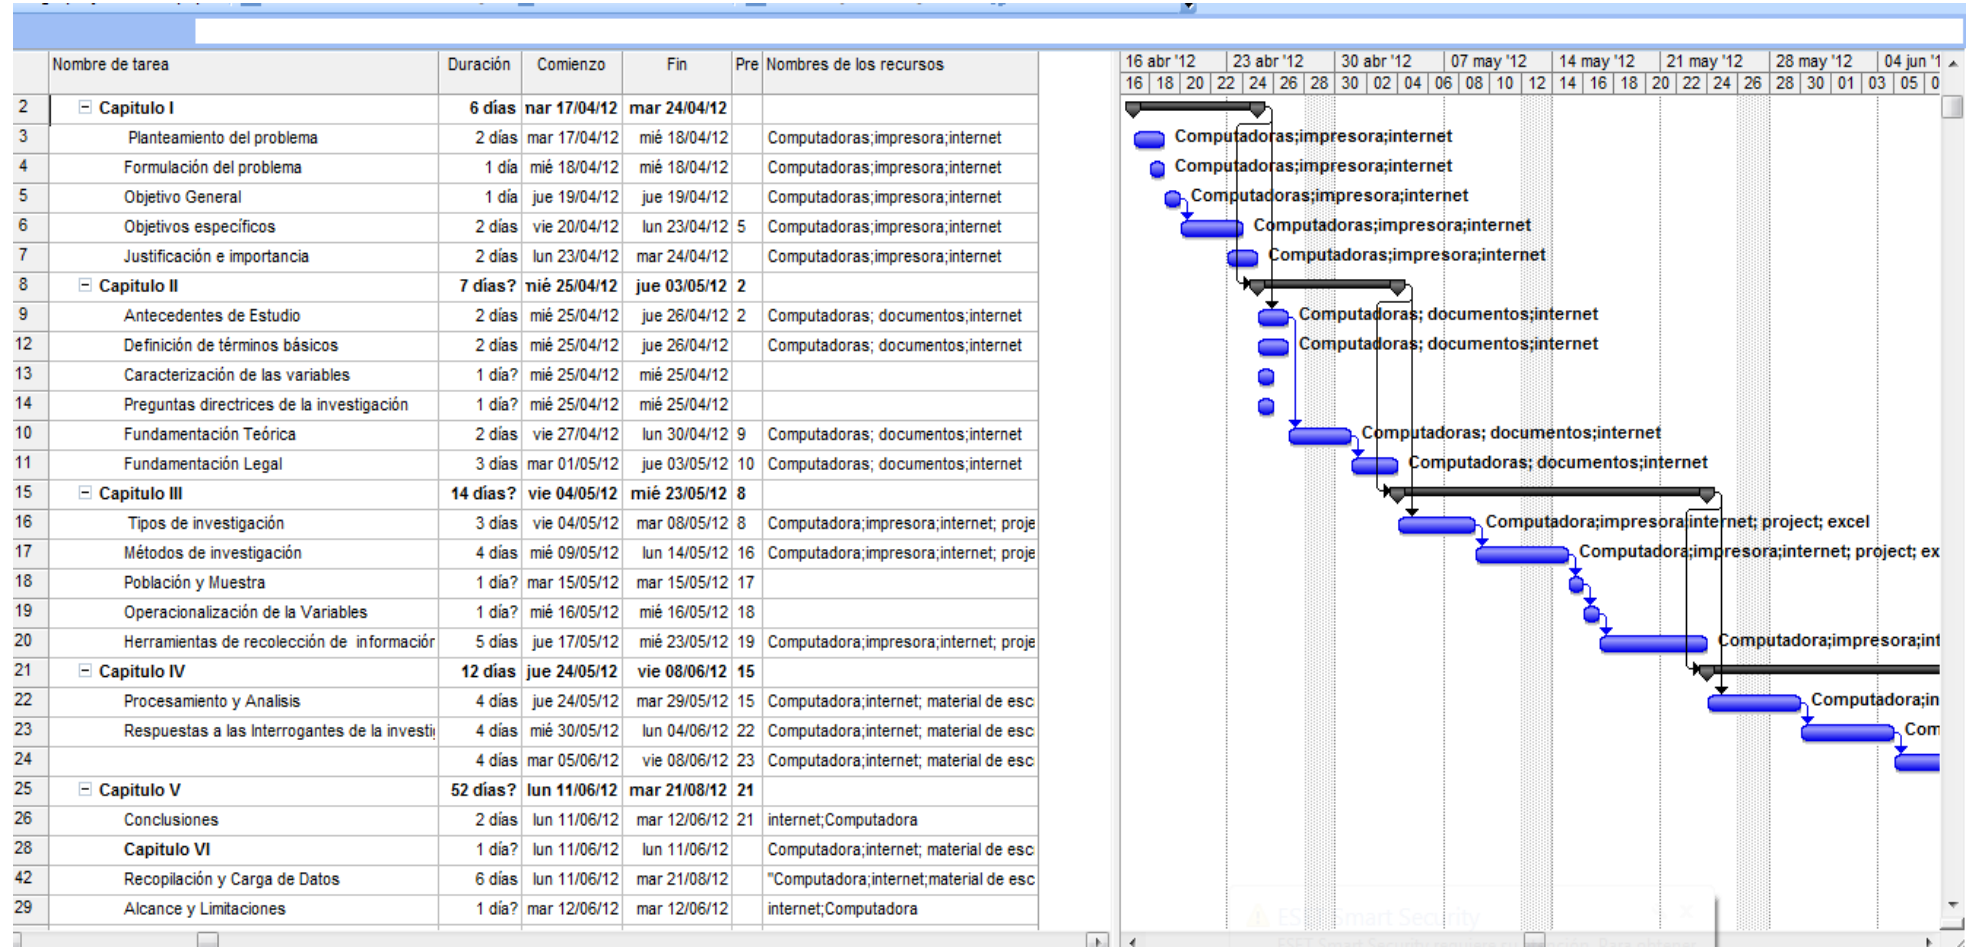 Nombre de tarea Duración Comienzo Fin Pre Nombres de los recursos
16 abr '12 23 abr '12 30 abr '12 07 may '12 14 may '12 21 may '12 28 may '12 04 jun '1
16 18 20 22 24 26 28 30 02 04 06 08 10 12 14 16 18 20 22 24 26 28 30 01 03 05 0
2 Capitulo I 6 días mar 17/04/12 mar 24/04/12
3 Planteamiento del problema 2 días mar 17/04/12 mié 18/04/12 Computadoras;impresora;internet Computadoras;impresora;internet
4 Formulación del problema 1 día mié 18/04/12 mié 18/04/12 Computadoras;impresora;internet Computadoras;impresora;internet
5 Objetivo General 1 día jue 19/04/12 jue 19/04/12 Computadoras;impresora;internet Computadoras;impresora;internet
6 Objetivos específicos 2 días vie 20/04/12 lun 23/04/12 5 Computadoras;impresora;internet Computadoras;impresora;internet
7 Justificación e importancia 2 días lun 23/04/12 mar 24/04/12 Computadoras;impresora;internet Computadoras;impresora;internet
8 Capitulo II 7 días? mié 25/04/12 jue 03/05/12 2
9 Antecedentes de Estudio 2 días mié 25/04/12 jue 26/04/12 2 Computadoras; documentos;internet Computadoras; documentos;internet
12 Definición de términos básicos 2 días mié 25/04/12 jue 26/04/12 Computadoras; documentos;internet Computadoras; documentos;internet
13 Caracterización de las variables 1 día? mié 25/04/12 mié 25/04/12
14 Preguntas directrices de la investigación 1 día? mié 25/04/12 mié 25/04/12
10 Fundamentación Teórica 2 días vie 27/04/12 lun 30/04/12 9 Computadoras; documentos;internet Computadoras; documentos;internet
11 Fundamentación Legal 3 días mar 01/05/12 jue 03/05/12 10 Computadoras; documentos;internet Computadoras; documentos;internet
15 Capitulo III 14 días? vie 04/05/12 mié 23/05/12 8
16 Tipos de investigación 3 días vie 04/05/12 mar 08/05/12 8 Computadora;impresora;internet; proje Computadora;impresora;internet; project; excel
17 Métodos de investigación 4 días mié 09/05/12 lun 14/05/12 16 Computadora;impresora;internet; proje Computadora;impresora;internet; project; ex
18 Población y Muestra 1 día? mar 15/05/12 mar 15/05/12 17
19 Operacionalización de la Variables 1 día? mié 16/05/12 mié 16/05/12 18
20 Herramientas de recolección de información 5 días jue 17/05/12 mié 23/05/12 19 Computadora;impresora;internet; proje Computadora;impresora;int
21 Capitulo IV 12 días jue 24/05/12 vie 08/06/12 15
22 Procesamiento y Analisis 4 días jue 24/05/12 mar 29/05/12 15 Computadora;internet; material de esc Computadora;in
23 Respuestas a las Interrogantes de la investig 4 días mié 30/05/12 lun 04/06/12 22 Computadora;internet; material de esc Com
24 4 días mar 05/06/12 vie 08/06/12 23 Computadora;internet; material de esc
25 Capitulo V 52 días? lun 11/06/12 mar 21/08/12 21
26 Conclusiones 2 días lun 11/06/12 mar 12/06/12 21 internet;Computadora
28 Capitulo VI 1 día? lun 11/06/12 lun 11/06/12 Computadora;internet; material de esc
42 Recopilación y Carga de Datos 6 días lun 11/06/12 mar 21/08/12 "Computadora;internet;material de esc
29 Alcance y Limitaciones 1 día? mar 12/06/12 mar 12/06/12 internet;Computadora
ESET Smart Security